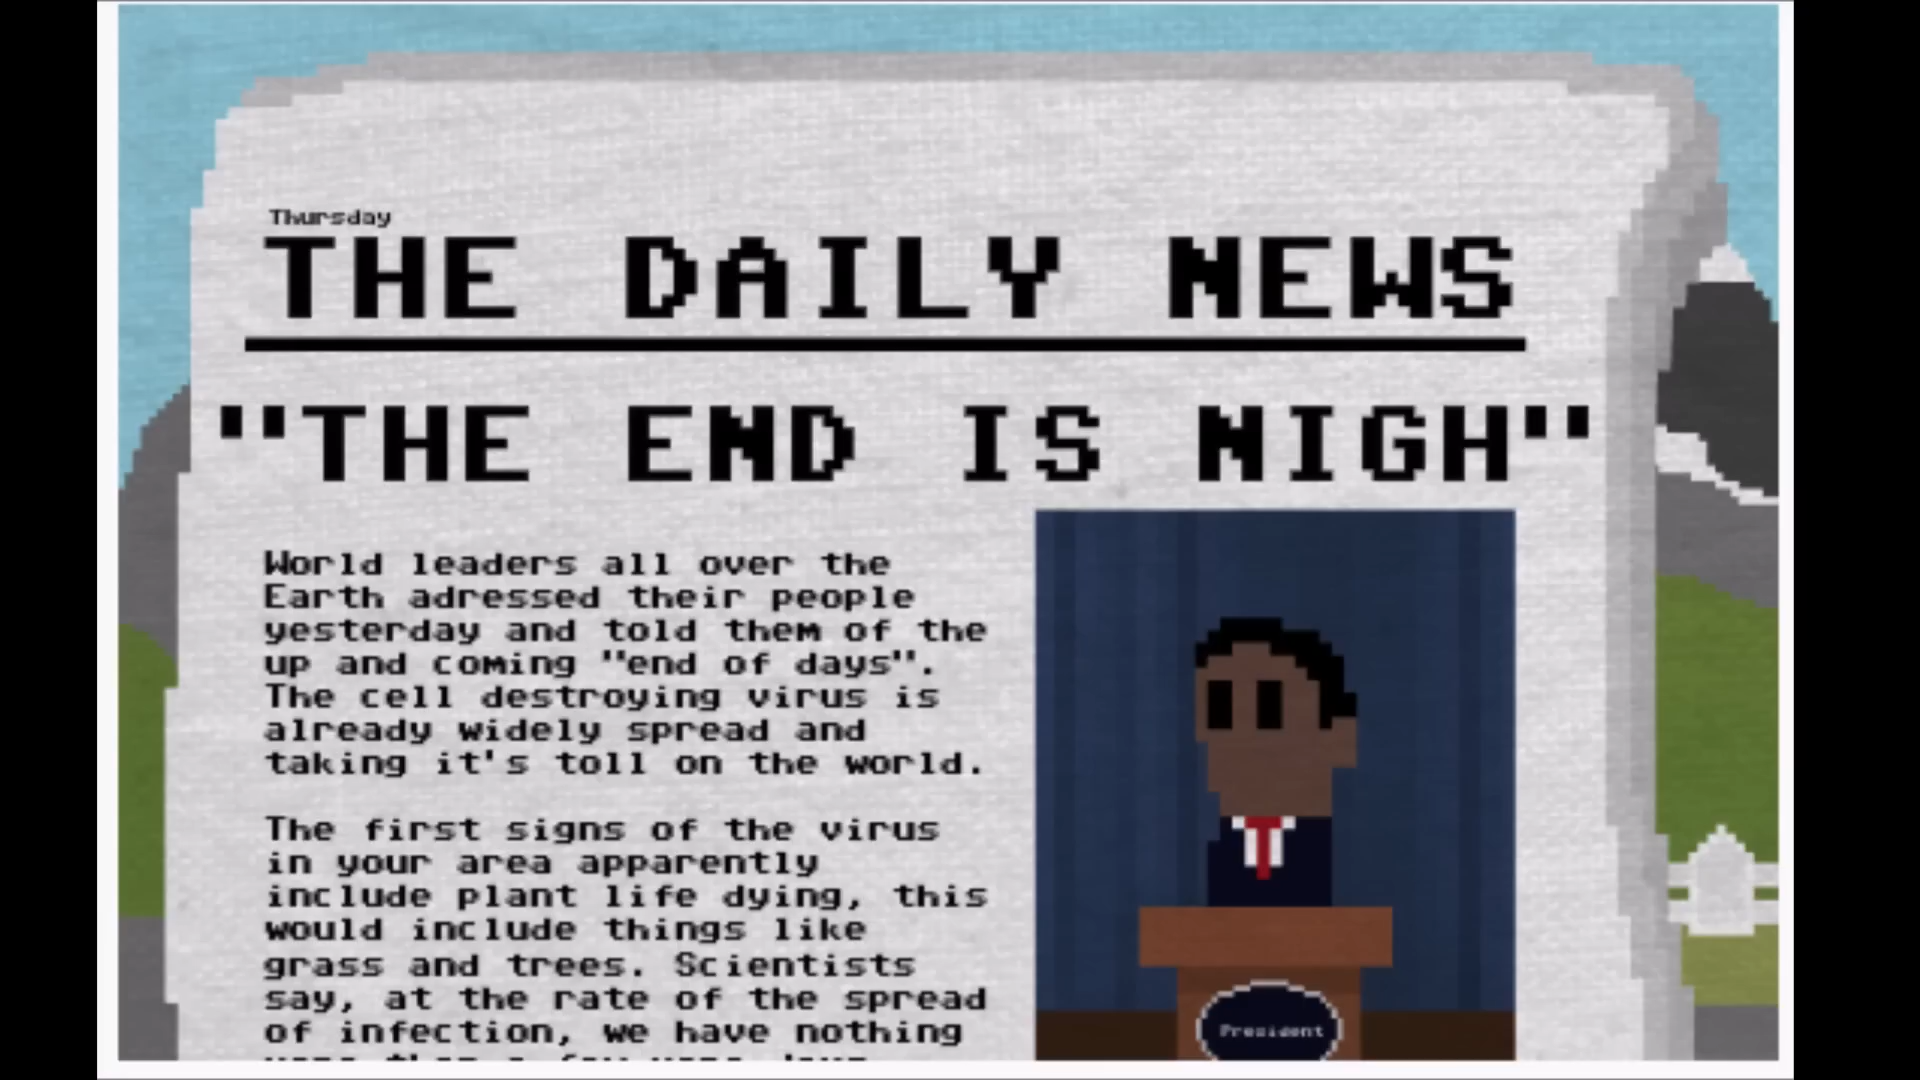 Thursday
THE DAILY NEWS
"THE END IS NIGH"
World leaders all over the
Earth adressed their people
yesterday and told them of the
up and coming "end of days".
The cell destroying virus is
already widely spread and
taking it's toll on the world.
The first signs of the virus
in your area apparently
include plant life dying, this
would include things like
grass and trees. Scientists
say, at the rate of the spread
of infection, we have nothing
President